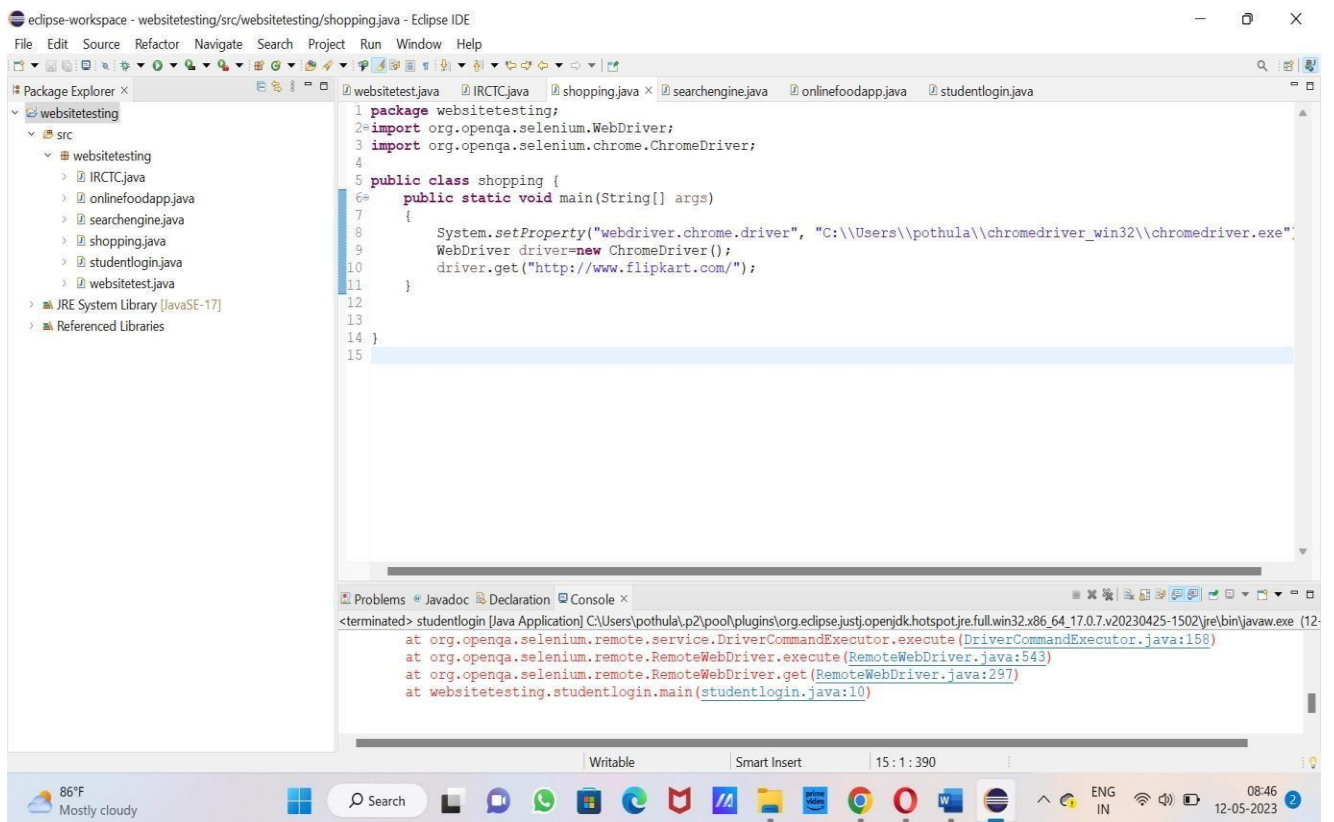 eclipse-workspace - websitetesting/src/websitetesting/shopping.java - Eclipse IDE
File Edit Source Refactor Navigate Search Project Run Window Help
Package Explorer ×
websitetesting
src
websitetesting
IRCTC.java
onlinefoodapp.java
searchengine.java
shopping.java
studentlogin.java
websitetest.java
JRE System Library [JavaSE-17]
Referenced Libraries
websitetest.java IRCTC.java shopping.java × searchengine.java onlinefoodapp.java studentlogin.java
1 package websitetesting;
2 import org.openqa.selenium.WebDriver;
3 import org.openqa.selenium.chrome.ChromeDriver;
4
5 public class shopping {
6 public static void main(String[] args)
7 {
8 System.setProperty("webdriver.chrome.driver", "C:\\Users\\pothula\\chromedriver_win32\\chromedriver.exe")
9 WebDriver driver=new ChromeDriver();
10 driver.get("http://www.flipkart.com/");
11 }
12
13
14 }
15
Problems Javadoc Declaration Console ×
<terminated> studentlogin [Java Application] C:\Users\pothula\.p2\pool\plugins\org.eclipse.justj.openjdk.hotspot.jre.full.win32.x86_64_17.0.7.v20230425-1502\jre\bin\javaw.exe (12-
at org.openqa.selenium.remote.service.DriverCommandExecutor.execute(DriverCommandExecutor.java:158)
at org.openqa.selenium.remote.RemoteWebDriver.execute(RemoteWebDriver.java:543)
at org.openqa.selenium.remote.RemoteWebDriver.get(RemoteWebDriver.java:297)
at websitetesting.studentlogin.main(studentlogin.java:10)
Writable Smart Insert 15 : 1 : 390
86°F
Mostly cloudy
Search
prime video
ENG
IN
08:46
12-05-2023
2